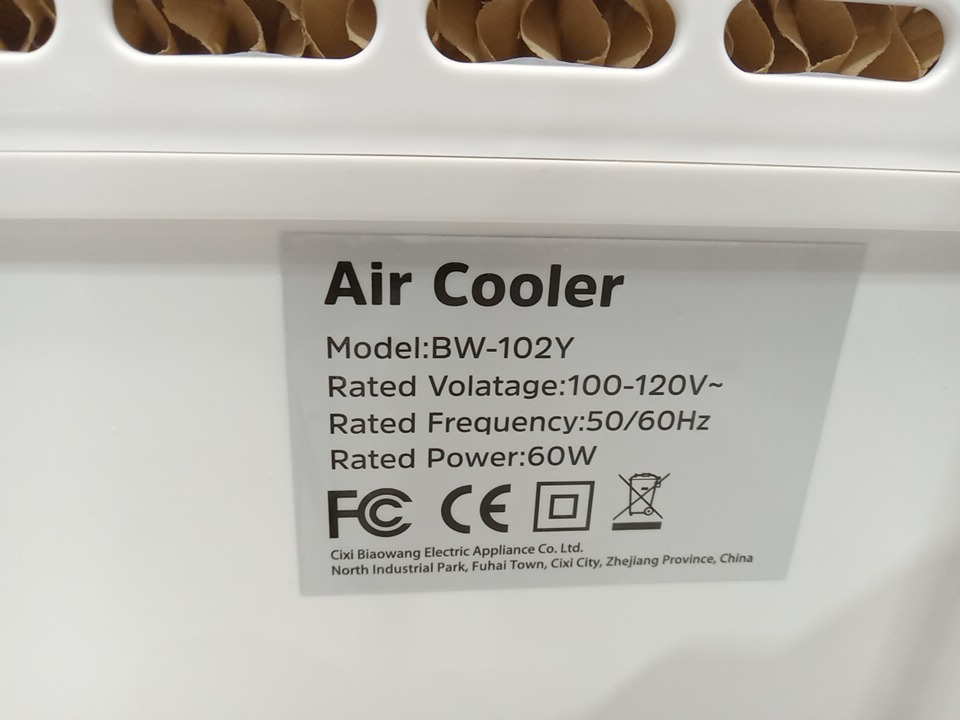 Air Cooler
Model:BW-102Y
Rated Volatage:100-120V~
Rated Frequency:50/60Hz
Rated Power:60W
FC CE
Cixi Biaowang Electric Appliance Co. Ltd.
North Industrial Park, Fuhai Town, Cixi City, Zhejiang Province, China